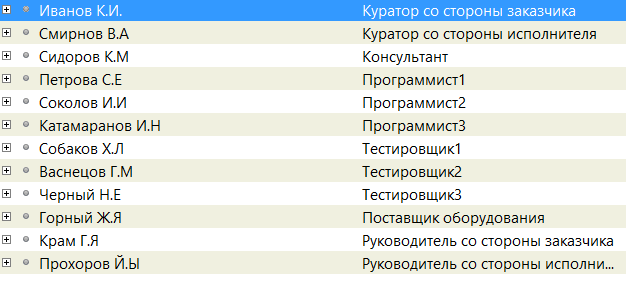 Иванов К.И. Куратор со стороны заказчика
Смирнов В.А Куратор со стороны исполнителя
Сидоров К.М Консультант
Петрова С.Е Программист1
Соколов И.И Программист2
Катамаранов И.Н Программист3
Собаков Х.Л Тестировщик1
Васнецов Г.М Тестировщик2
Черный Н.Е Тестировщик3
Горный Ж.Я Поставщик оборудования
Крам Г.Я Руководитель со стороны заказчика
Прохоров Й.Ы Руководитель со стороны исполни...